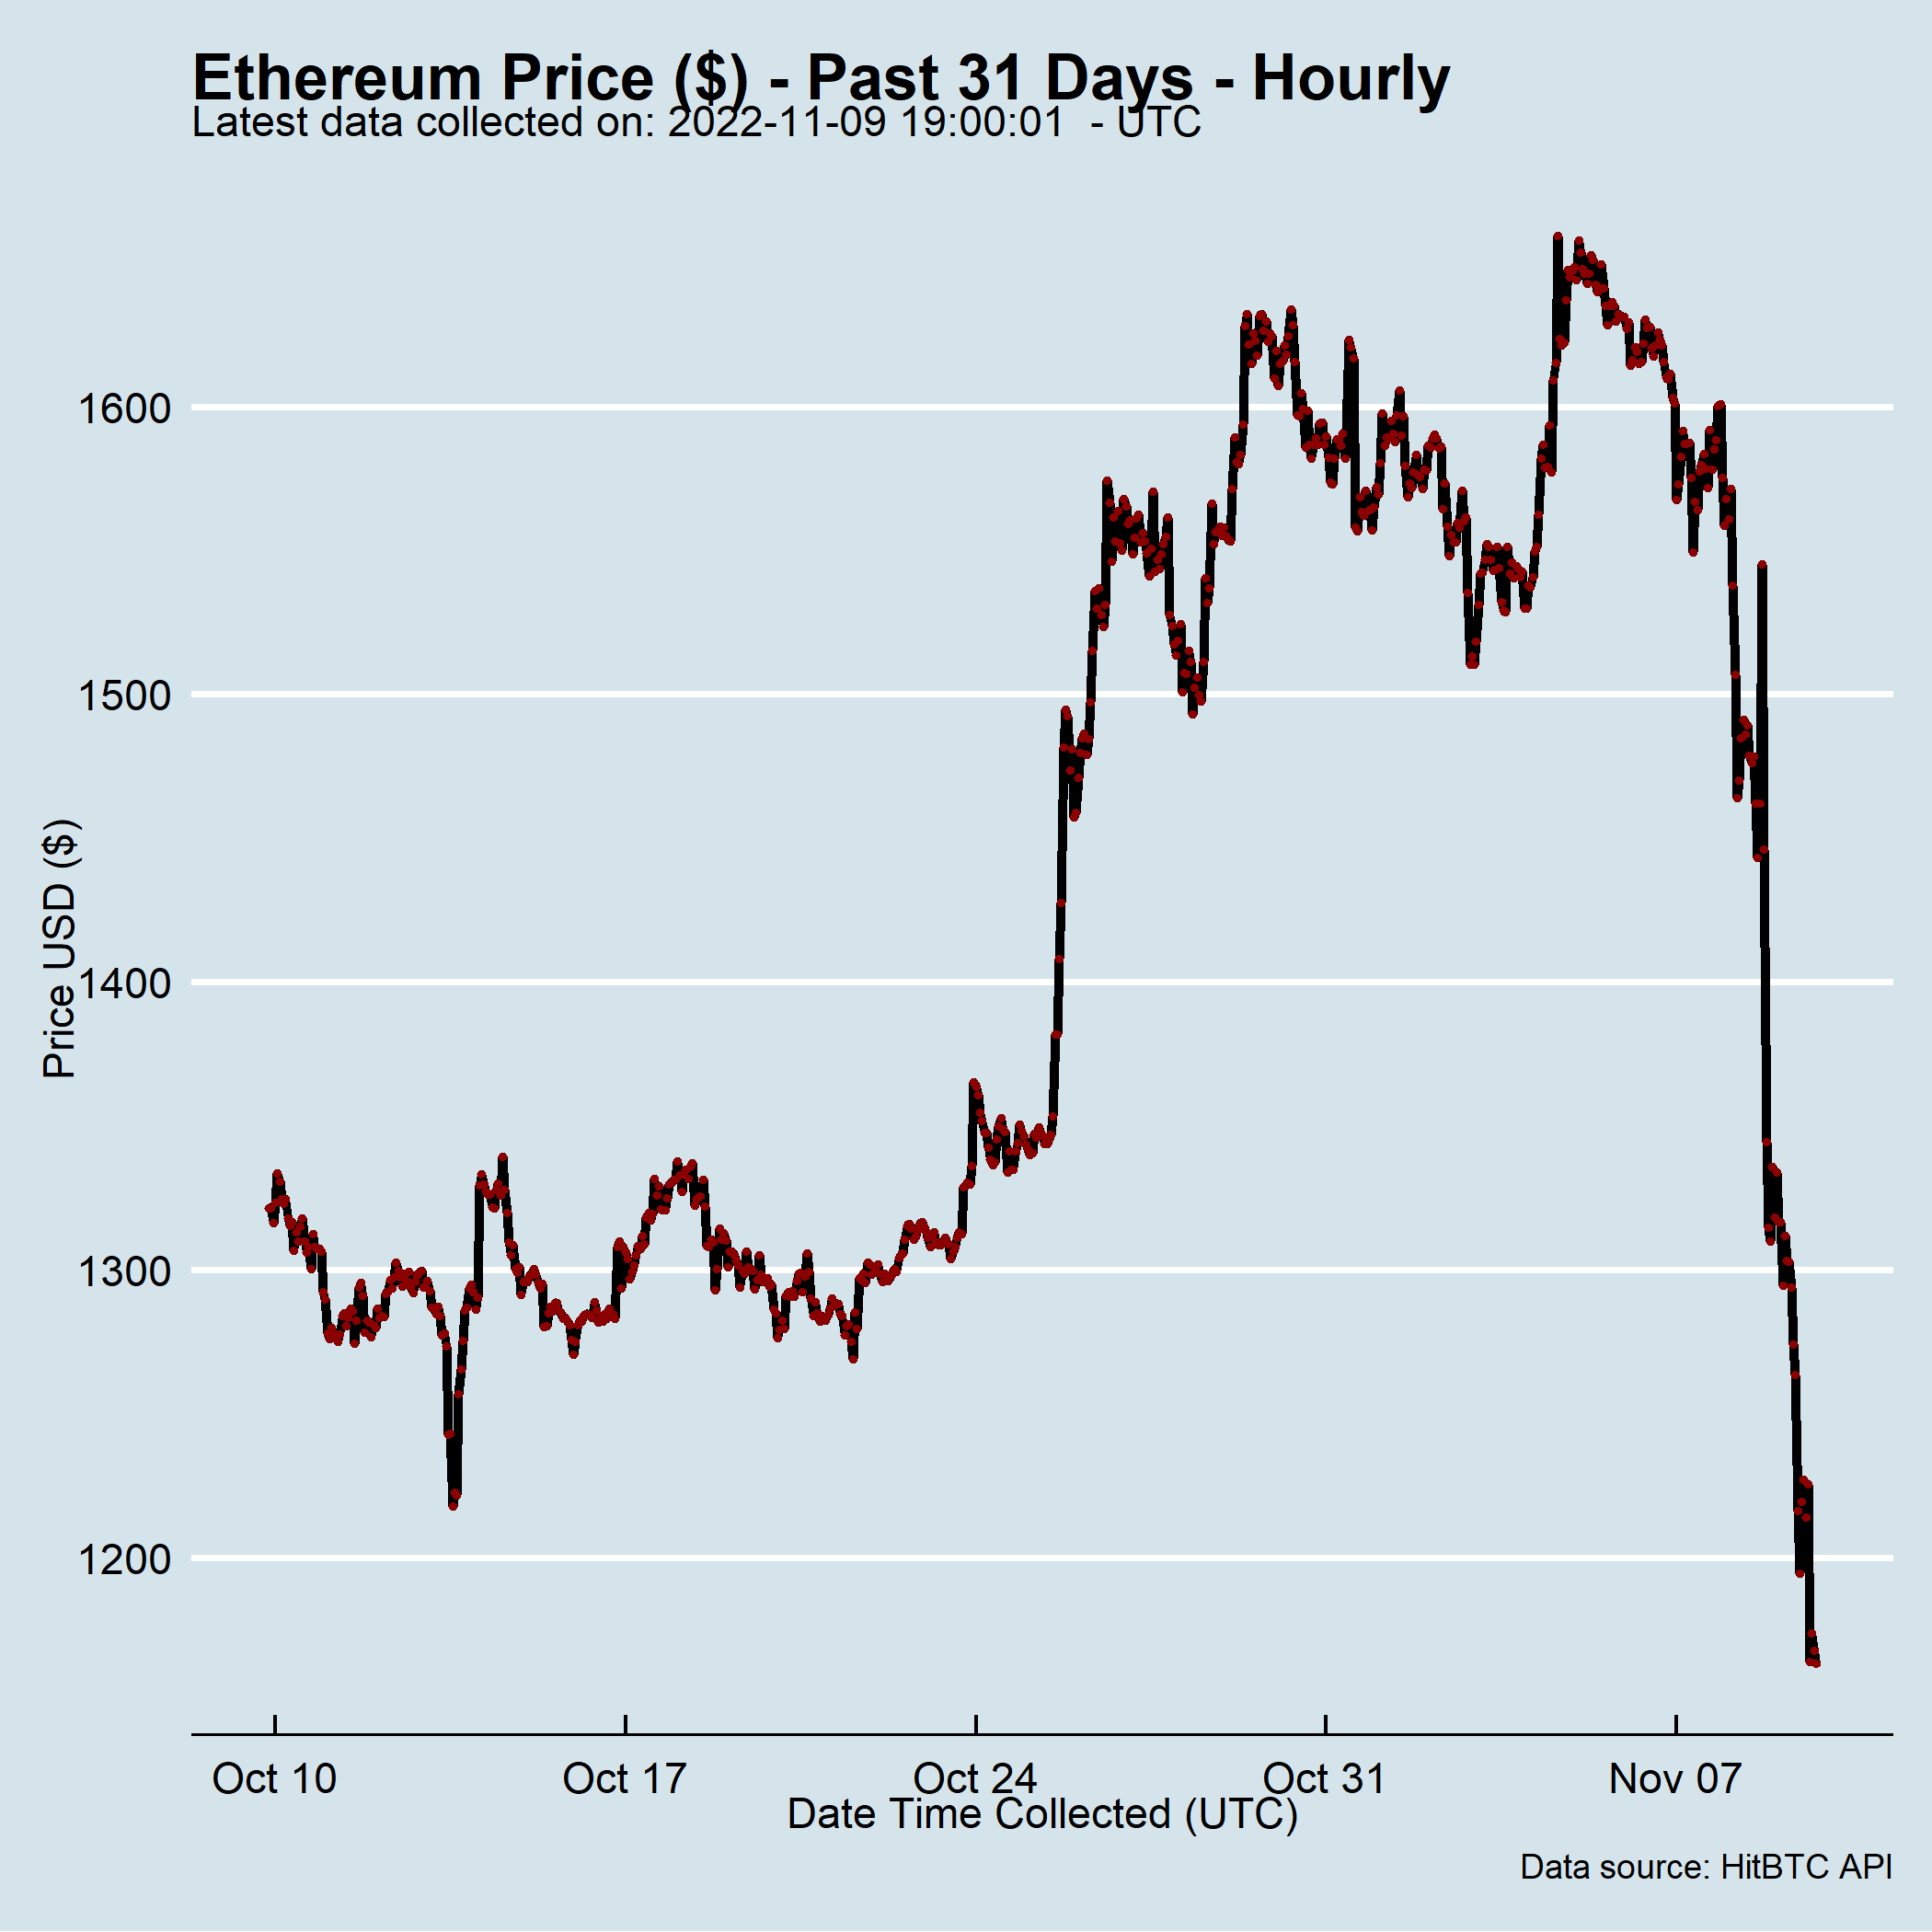 Ethereum Price ($) - Past 31 Days - Hourly
Latest data collected on: 2022-11-09 19:00:01  - UTC
1600
1500
1400
1300
1200
Price USD ($)
Oct 10
Oct 17
Oct 24
Oct 31
Nov 07
Date Time Collected (UTC)
Data source: HitBTC API